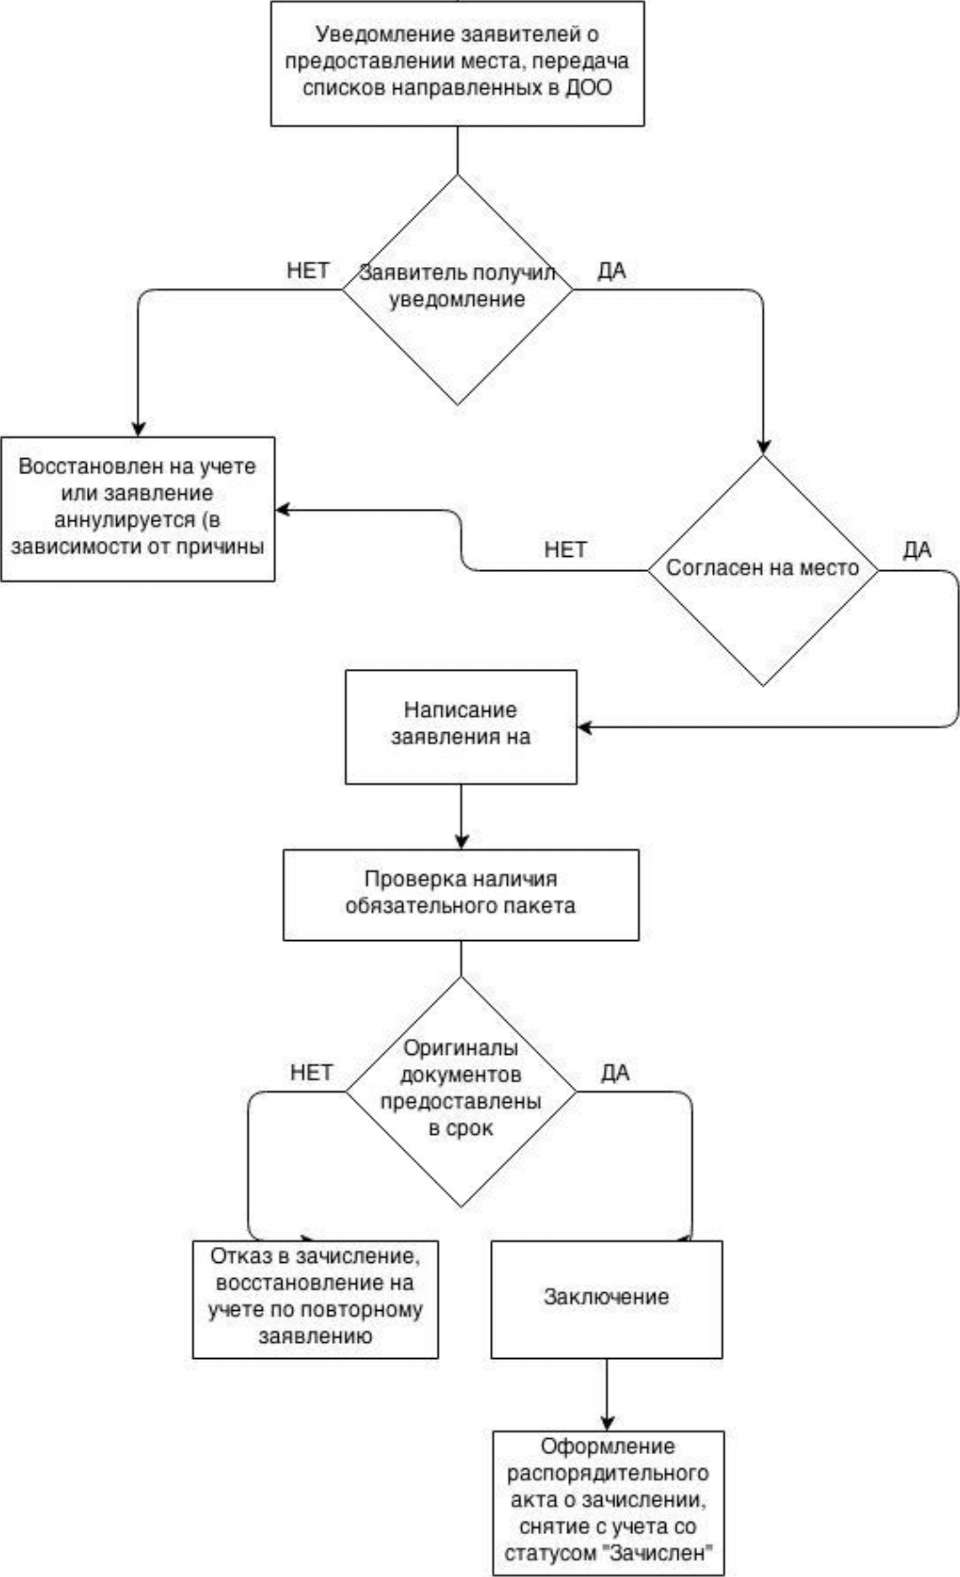 Уведомление заявителей о
предоставлении места, передача
списков направленных в ДОО
НЕТ
Заявитель получил
уведомление
ДА
Восстановлен на учете
или заявление
аннулируется (в
зависимости от причины
НЕТ
Согласен на место
ДА
Написание
заявления на
Проверка наличия
обязательного пакета
НЕТ
Оригиналы
документов
предоставлены
в срок
ДА
Отказ в зачисление,
восстановление на
учете по повторному
заявлению
Заключение
Оформление
распорядительного
акта о зачислении,
снятие с учета со
статусом "Зачислен"